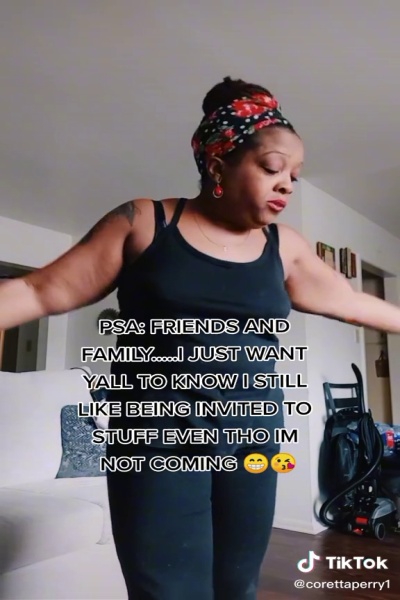 PSA: FRIENDS AND
FAMILY.....I JUST WANT
YALL TO KNOW I STILL
LIKE BEING INVITED TO
STUFF EVEN THO IM
NOT COMING 😁😘
TikTok
@corettaperry1